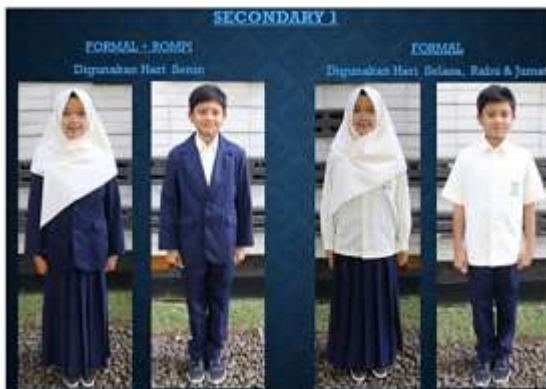 SECONDARY 1
FORMAL + ROMPI
Digunakan Hari Senin
FORMAL
Digunakan Hari Selasa, Rabu & Jumat